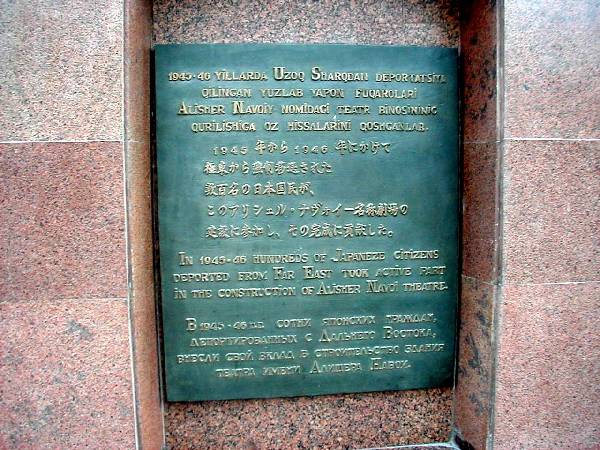 1945-46 YILLARDA UZOQ SHARQDAN DEPORTATSIYA
QILINGAN YUZLAB YAPON FUQAROLARI
ALISHER NAVOIY NOMIDAGI TEATR BINOSINING
QURILISHIGA OZ HISSALARINI QOSHGANLAR.
1945 年から 1946 年にかけて
極東から強制移送された
数百名の日本国民が、
このアリシェル・ナヴォイー名称劇場の
建設に参加し、その完成に貢献した。
IN 1945-46 HUNDREDS OF JAPANEZE CITIZENS
DEPORTED FROM FAR EAST TOOK ACTIVE PART
IN THE CONSTRUCTION OF ALISHER NAVOI THEATRE.
В 1945-46 гг. СОТНИ ЯПОНСКИХ ГРАЖДАН,
ДЕПОРТИРОВАННЫХ С ДАЛЬНЕГО ВОСТОКА,
ВНЕСЛИ СВОЙ ВКЛАД В СТРОИТЕЛЬСТВО ЗДАНИЯ
ТЕАТРА ИМЕНИ АЛИШЕРА НАВОИ.